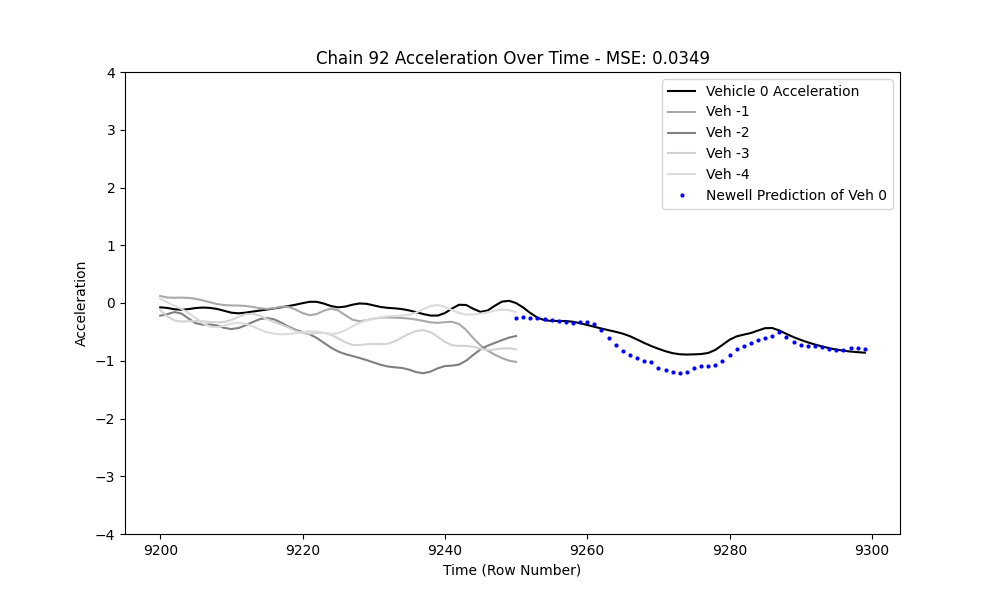 Chain 92 Acceleration Over Time - MSE: 0.0349
Vehicle 0 Acceleration
Veh -1
Veh -2
Veh -3
Veh -4
Newell Prediction of Veh 0
Acceleration
4
3
2
1
0
−1
−2
−3
−4
9200
9220
9240
9260
9280
9300
Time (Row Number)